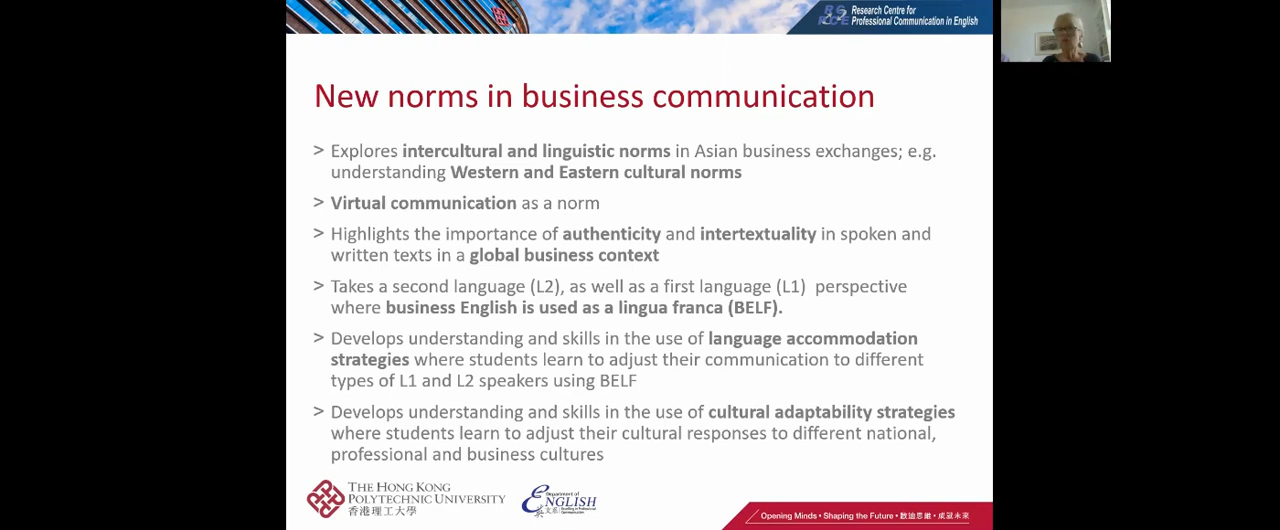 Research Centre for
Professional Communication in English
New norms in business communication
> Explores intercultural and linguistic norms in Asian business exchanges; e.g.
understanding Western and Eastern cultural norms
> Virtual communication as a norm
> Highlights the importance of authenticity and intertextuality in spoken and
written texts in a global business context
> Takes a second language (L2), as well as a first language (L1) perspective
where business English is used as a lingua franca (BELF).
> Develops understanding and skills in the use of language accommodation
strategies where students learn to adjust their communication to different
types of L1 and L2 speakers using BELF
> Develops understanding and skills in the use of cultural adaptability strategies
where students learn to adjust their cultural responses to different national,
professional and business cultures
THE HONG KONG
POLYTECHNIC UNIVERSITY
香港理工大學
Department of
ENGLISH
英文系
Opening Minds • Shaping the Future • 啟迪思維 • 成就未來